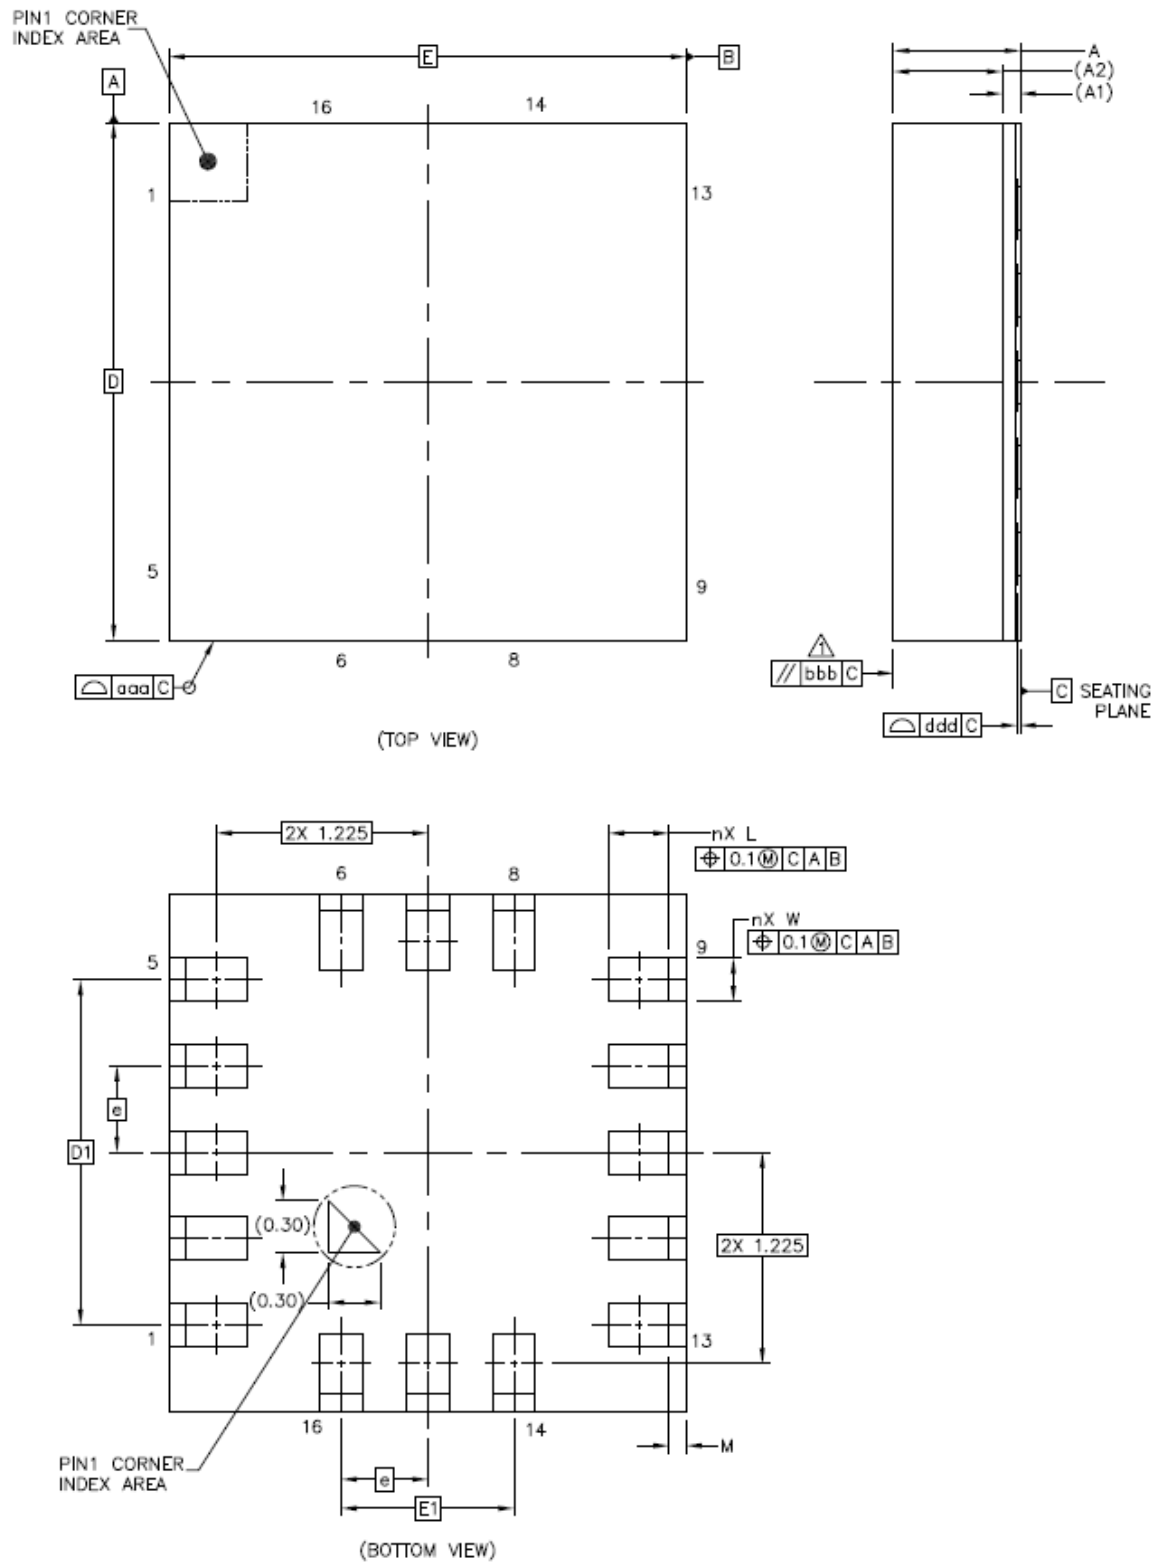 PIN1 CORNER
INDEX AREA
E
B
A
A
(A2)
(A1)
16
14
1
13
D
5
9
6
8
aaa C
1
// bbb C
C SEATING
PLANE
ddd C
(TOP VIEW)
2X 1.225
nX L
0.1 Ⓜ C A B
6
8
nX W
0.1 Ⓜ C A B
5
9
e
D1
(0.30)
(0.30)
2X 1.225
1
13
16
14
M
PIN1 CORNER
INDEX AREA
e
E1
(BOTTOM VIEW)